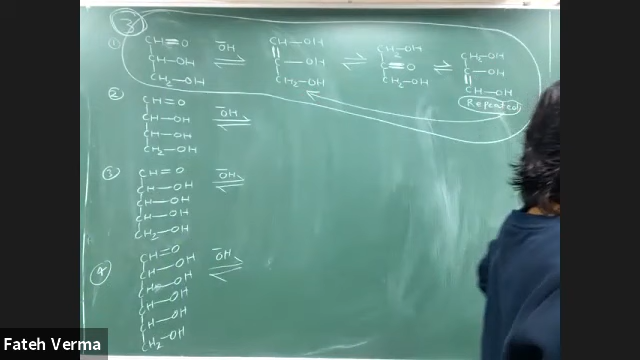 3
① CH=O ⁻OH CH—OH CH₂—OH CH₂—OH
CH—OH ⇌ C—OH ⇌ C=O ⇌ C—OH
CH₂—OH CH₂—OH CH₂—OH CH—OH
Repeated
② CH=O ⁻OH
CH—OH ⇌
CH—OH
CH₂—OH
③ CH=O ⁻OH
CH—OH ⇌
CH—OH
CH—OH
CH₂—OH
④ CH=O ⁻OH
CH—OH ⇌
CH—OH
CH—OH
CH—OH
CH₂—OH
Fateh Verma